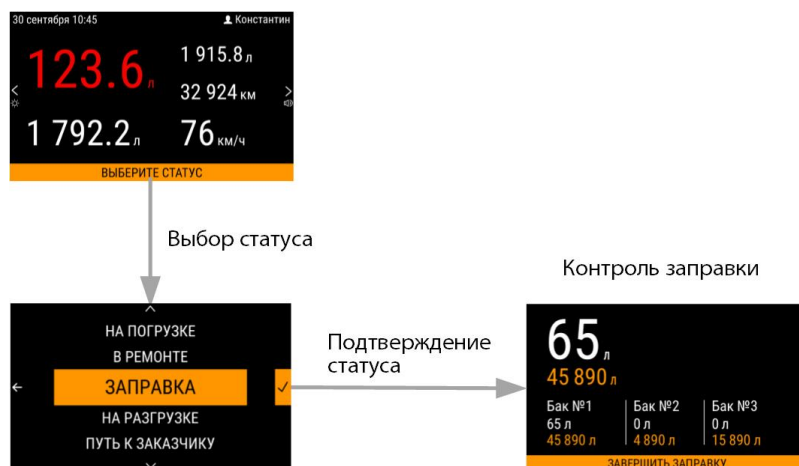 30 сентября 10:45 Константин
123.6 л
1 915.8 л
32 924 км
1 792.2 л
76 км/ч
ВЫБЕРИТЕ СТАТУС
Выбор статуса
Контроль заправки
НА ПОГРУЗКЕ
В РЕМОНТЕ
ЗАПРАВКА
НА РАЗГРУЗКЕ
ПУТЬ К ЗАКАЗЧИКУ
Подтверждение
статуса
65 л
45 890 л
Бак №1 Бак №2 Бак №3
65 л 0 л 0 л
45 890 л 4 890 л 15 890 л
ЗАВЕРШИТЬ ЗАПРАВКУ